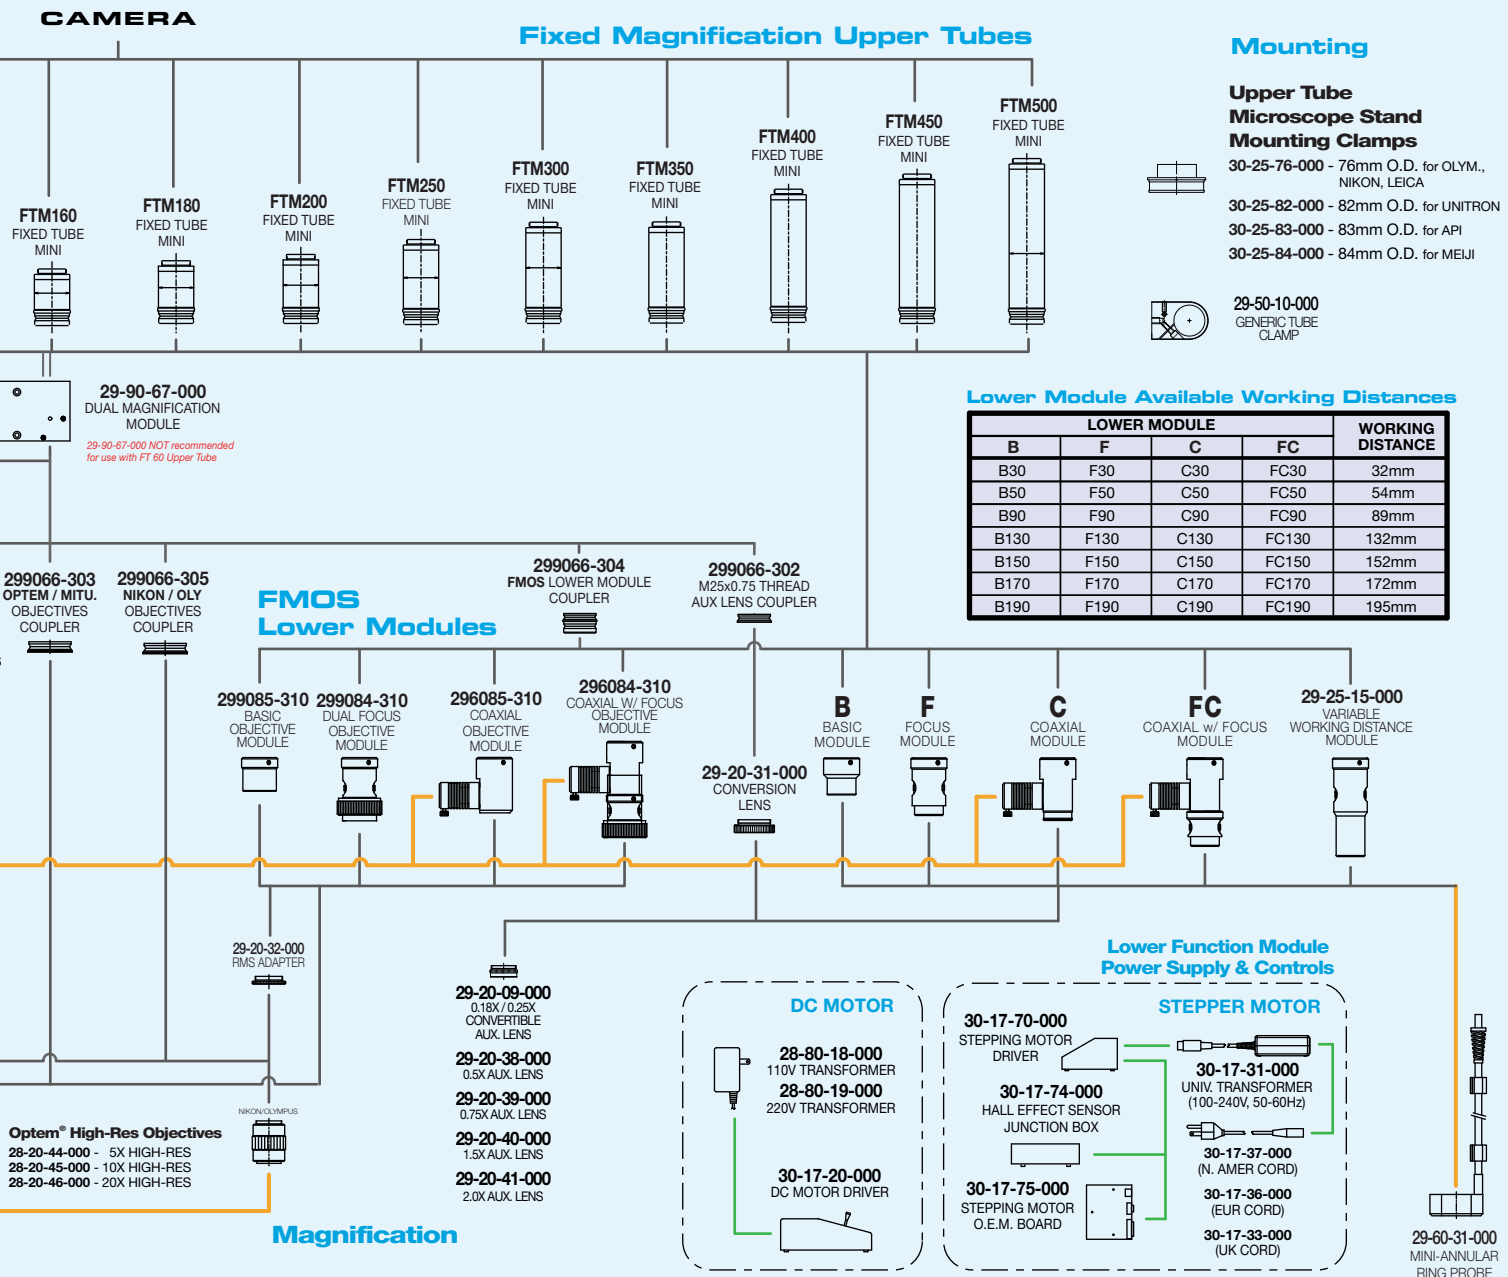 CAMERA
Fixed Magnification Upper Tubes
FTM160
FIXED TUBE
MINI
FTM180
FIXED TUBE
MINI
FTM200
FIXED TUBE
MINI
FTM250
FIXED TUBE
MINI
FTM300
FIXED TUBE
MINI
FTM350
FIXED TUBE
MINI
FTM400
FIXED TUBE
MINI
FTM450
FIXED TUBE
MINI
FTM500
FIXED TUBE
MINI
Mounting
Upper Tube
Microscope Stand
Mounting Clamps
30-25-76-000 - 76mm O.D. for OLYM.,
NIKON, LEICA
30-25-82-000 - 82mm O.D. for UNITRON
30-25-83-000 - 83mm O.D. for API
30-25-84-000 - 84mm O.D. for MEIJI
29-50-10-000
GENERIC TUBE
CLAMP
29-90-67-000
DUAL MAGNIFICATION
MODULE
29-90-67-000 NOT recommended
for use with FT 60 Upper Tube
Lower Module Available Working Distances
LOWER MODULE
WORKING
DISTANCE
B F C FC
B30 F30 C30 FC30 32mm
B50 F50 C50 FC50 54mm
B90 F90 C90 FC90 89mm
B130 F130 C130 FC130 132mm
B150 F150 C150 FC150 152mm
B170 F170 C170 FC170 172mm
B190 F190 C190 FC190 195mm
299066-303
OPTEM / MITU.
OBJECTIVES
COUPLER
299066-305
NIKON / OLY
OBJECTIVES
COUPLER
FMOS
Lower Modules
299066-304
FMOS LOWER MODULE
COUPLER
299066-302
M25x0.75 THREAD
AUX LENS COUPLER
299085-310
BASIC
OBJECTIVE
MODULE
299084-310
DUAL FOCUS
OBJECTIVE
MODULE
296085-310
COAXIAL
OBJECTIVE
MODULE
296084-310
COAXIAL W/ FOCUS
OBJECTIVE
MODULE
29-20-31-000
CONVERSION
LENS
B
BASIC
MODULE
F
FOCUS
MODULE
C
COAXIAL
MODULE
FC
COAXIAL w/ FOCUS
MODULE
29-25-15-000
VARIABLE
WORKING DISTANCE
MODULE
29-20-32-000
RMS ADAPTER
NIKON/OLYMPUS
Optem® High-Res Objectives
28-20-44-000 - 5X HIGH-RES
28-20-45-000 - 10X HIGH-RES
28-20-46-000 - 20X HIGH-RES
29-20-09-000
0.18X / 0.25X
CONVERTIBLE
AUX. LENS
29-20-38-000
0.5X AUX. LENS
29-20-39-000
0.75X AUX. LENS
29-20-40-000
1.5X AUX. LENS
29-20-41-000
2.0X AUX. LENS
Magnification
Lower Function Module
Power Supply & Controls
DC MOTOR
28-80-18-000
110V TRANSFORMER
28-80-19-000
220V TRANSFORMER
30-17-20-000
DC MOTOR DRIVER
STEPPER MOTOR
30-17-70-000
STEPPING MOTOR
DRIVER
30-17-74-000
HALL EFFECT SENSOR
JUNCTION BOX
30-17-75-000
STEPPING MOTOR
O.E.M. BOARD
30-17-31-000
UNIV. TRANSFORMER
(100-240V, 50-60Hz)
30-17-37-000
(N. AMER CORD)
30-17-36-000
(EUR CORD)
30-17-33-000
(UK CORD)
29-60-31-000
MINI-ANNULAR
RING PROBE